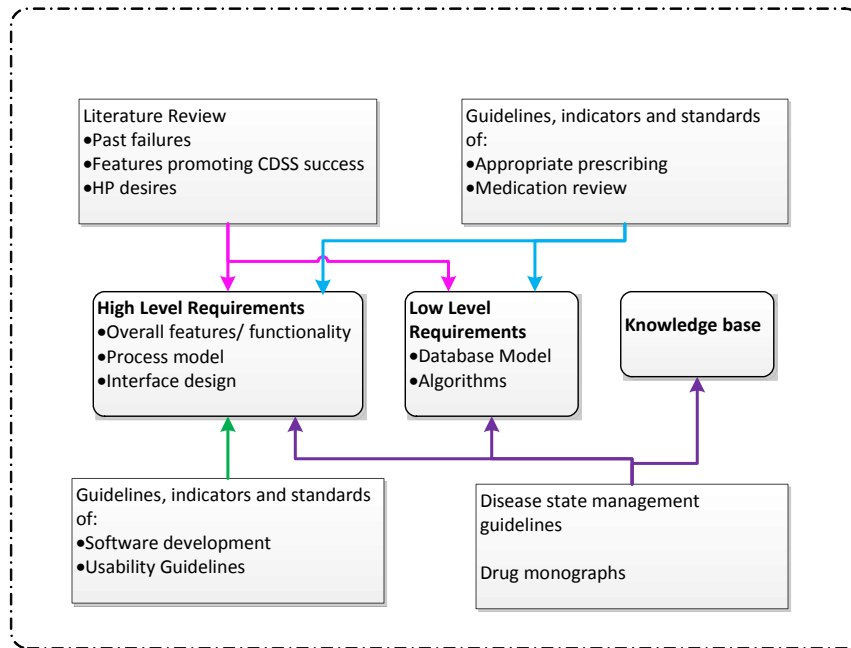 Literature Review
●Past failures
●Features promoting CDSS success
●HP desires
Guidelines, indicators and standards
of:
●Appropriate prescribing
●Medication review
High Level Requirements
●Overall features/ functionality
●Process model
●Interface design
Low Level
Requirements
●Database Model
●Algorithms
Knowledge base
Guidelines, indicators and standards
of:
●Software development
●Usability Guidelines
Disease state management
guidelines
Drug monographs